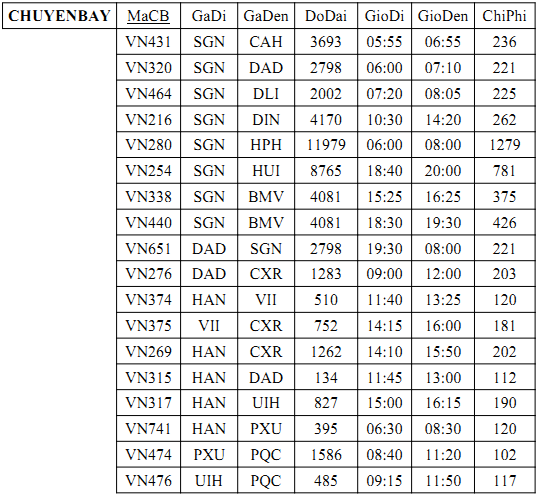 CHUYENBAY MaCB GaDi GaDen DoDai GioDi GioDen ChiPhi
VN431 SGN CAH 3693 05:55 06:55 236
VN320 SGN DAD 2798 06:00 07:10 221
VN464 SGN DLI 2002 07:20 08:05 225
VN216 SGN DIN 4170 10:30 14:20 262
VN280 SGN HPH 11979 06:00 08:00 1279
VN254 SGN HUI 8765 18:40 20:00 781
VN338 SGN BMV 4081 15:25 16:25 375
VN440 SGN BMV 4081 18:30 19:30 426
VN651 DAD SGN 2798 19:30 08:00 221
VN276 DAD CXR 1283 09:00 12:00 203
VN374 HAN VII 510 11:40 13:25 120
VN375 VII CXR 752 14:15 16:00 181
VN269 HAN CXR 1262 14:10 15:50 202
VN315 HAN DAD 134 11:45 13:00 112
VN317 HAN UIH 827 15:00 16:15 190
VN741 HAN PXU 395 06:30 08:30 120
VN474 PXU PQC 1586 08:40 11:20 102
VN476 UIH PQC 485 09:15 11:50 117